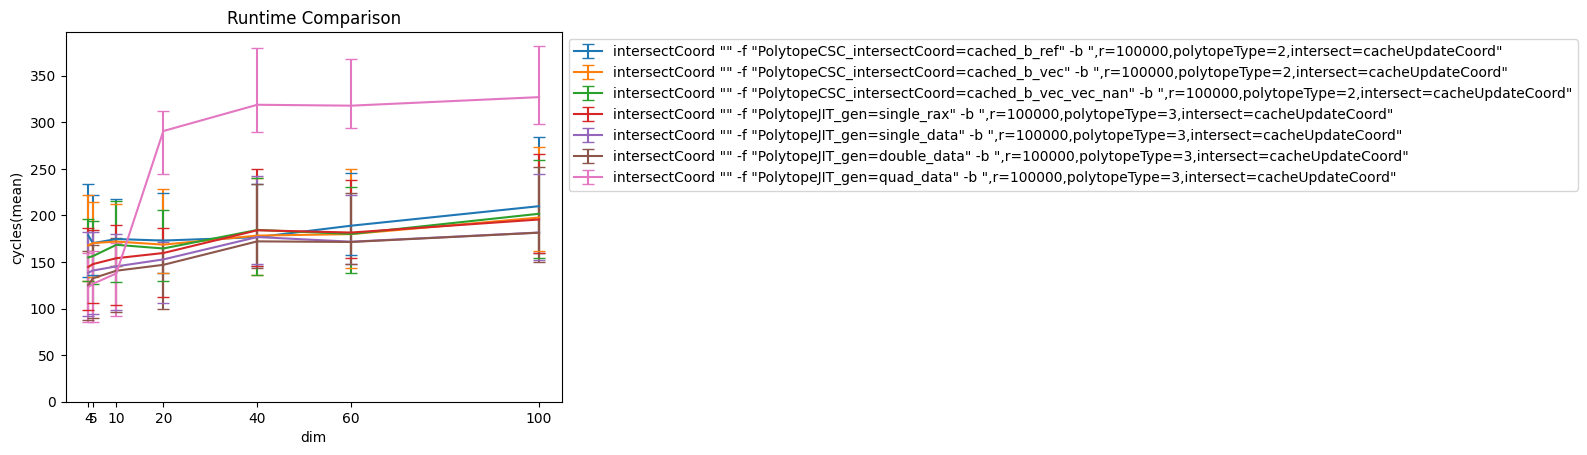 Runtime Comparison
cycles(mean)
350
300
250
200
150
100
50
0
4 5 10 20 40 60 100
dim
intersectCoord "" -f "PolytopeCSC_intersectCoord=cached_b_ref" -b ",r=100000,polytopeType=2,intersect=cacheUpdateCoord"
intersectCoord "" -f "PolytopeCSC_intersectCoord=cached_b_vec" -b ",r=100000,polytopeType=2,intersect=cacheUpdateCoord"
intersectCoord "" -f "PolytopeCSC_intersectCoord=cached_b_vec_vec_nan" -b ",r=100000,polytopeType=2,intersect=cacheUpdateCoord"
intersectCoord "" -f "PolytopeJIT_gen=single_rax" -b ",r=100000,polytopeType=3,intersect=cacheUpdateCoord"
intersectCoord "" -f "PolytopeJIT_gen=single_data" -b ",r=100000,polytopeType=3,intersect=cacheUpdateCoord"
intersectCoord "" -f "PolytopeJIT_gen=double_data" -b ",r=100000,polytopeType=3,intersect=cacheUpdateCoord"
intersectCoord "" -f "PolytopeJIT_gen=quad_data" -b ",r=100000,polytopeType=3,intersect=cacheUpdateCoord"